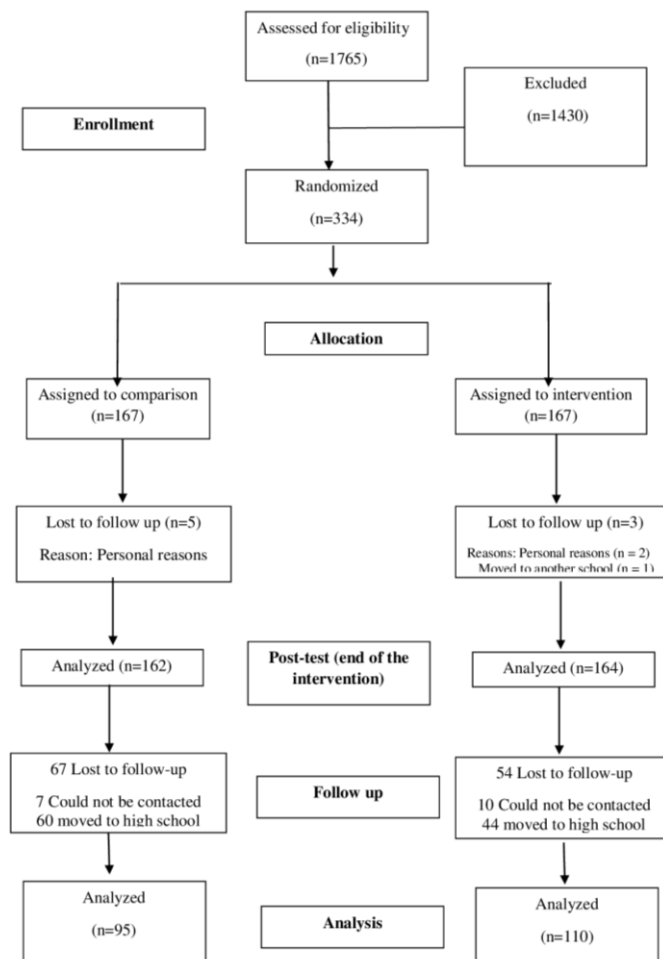 Assessed for eligibility
(n=1765)
Excluded
(n=1430)
Enrollment
Randomized
(n=334)
Allocation
Assigned to comparison
(n=167)
Assigned to intervention
(n=167)
Lost to follow up (n=5)
Reason: Personal reasons
Lost to follow up (n=3)
Reasons: Personal reasons (n = 2)
Moved to another school (n = 1)
Analyzed (n=162)
Post-test (end of the
intervention)
Analyzed (n=164)
67 Lost to follow-up
7 Could not be contacted
60 moved to high school
Follow up
54 Lost to follow-up
10 Could not be contacted
44 moved to high school
Analyzed
(n=95)
Analysis
Analyzed
(n=110)